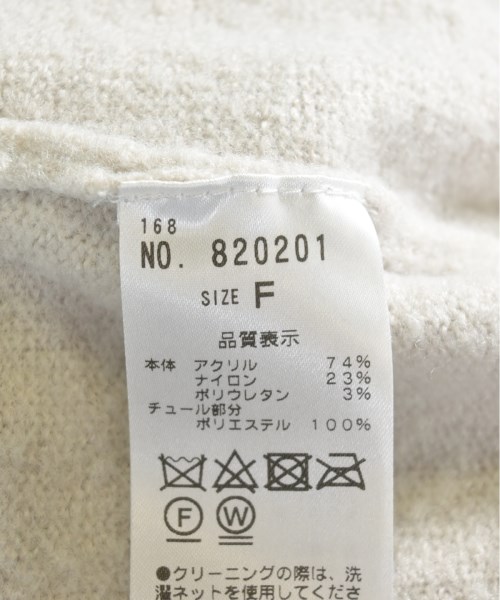 168
NO. 820201
SIZE F
品質表示
本体 アクリル 74%
ナイロン 23%
ポリウレタン 3%
チュール部分
ポリエステル 100%
F W
●クリーニングの際は、洗
濯ネットを使用してくださ